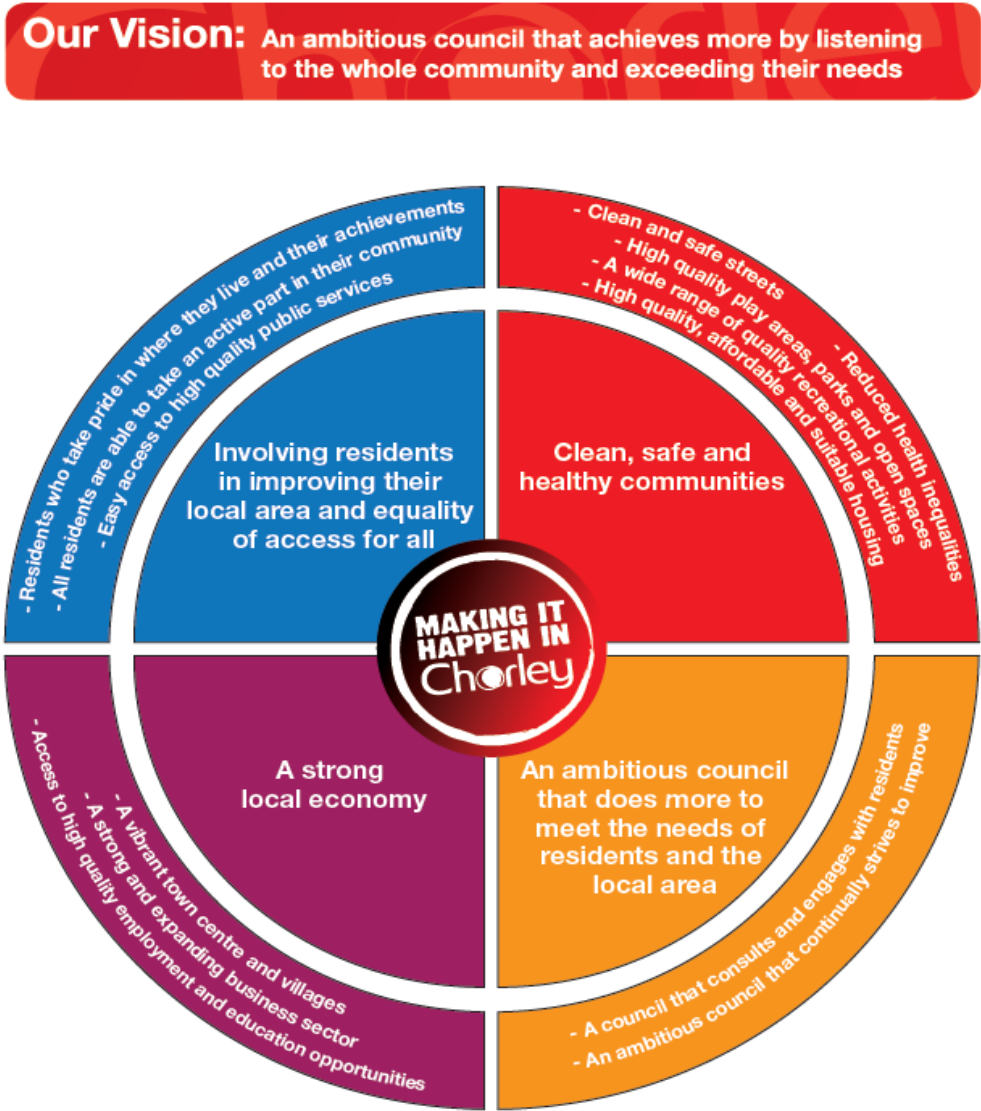 Our Vision: An ambitious council that achieves more by listening
to the whole community and exceeding their needs
- Residents who take pride in where they live and their achievements
- All residents are able to take an active part in their community
- Easy access to high quality public services
- Clean and safe streets
- High quality play areas, parks and open spaces
- A wide range of quality recreational activities
- High quality, affordable and suitable housing
- Reduced health inequalities
Involving residents
in improving their
local area and equality
of access for all
Clean, safe and
healthy communities
MAKING IT
HAPPEN IN
Chorley
A strong
local economy
An ambitious council
that does more to
meet the needs of
residents and the
local area
- A vibrant town centre and villages
- A strong and expanding business sector
- Access to high quality employment and education opportunities
- A council that consults and engages with residents
- An ambitious council that continually strives to improve